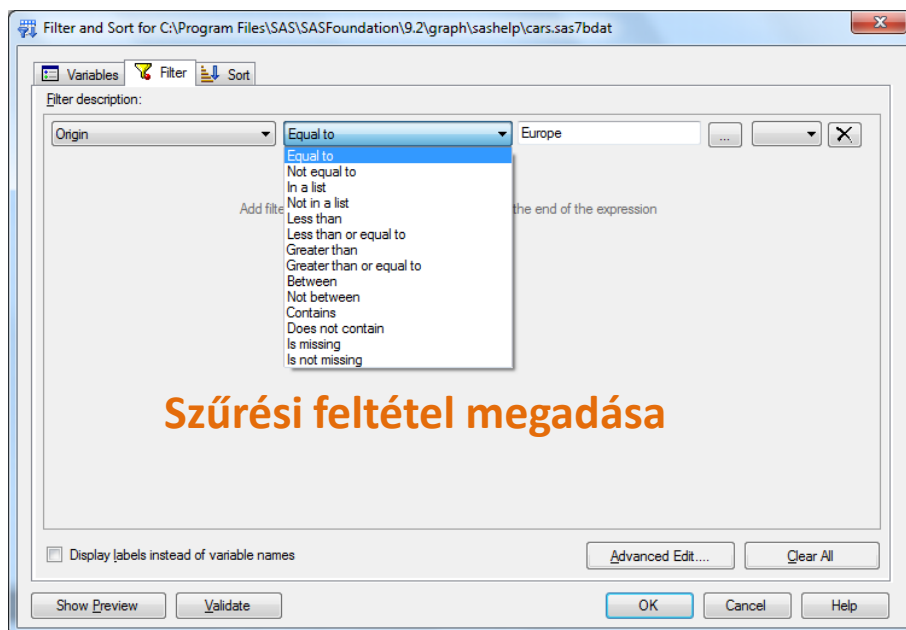 Filter and Sort for C:\Program Files\SAS\SASFoundation\9.2\graph\sashelp\cars.sas7bdat
Variables Filter Sort
Filter description:
Origin Equal to Europe ...
Equal to
Not equal to
In a list
Not in a list
Add filte he end of the expression
Less than
Less than or equal to
Greater than
Greater than or equal to
Between
Not between
Contains
Does not contain
Is missing
Is not missing
Szűrési feltétel megadása
Display labels instead of variable names Advanced Edit.... Clear All
Show Preview Validate OK Cancel Help